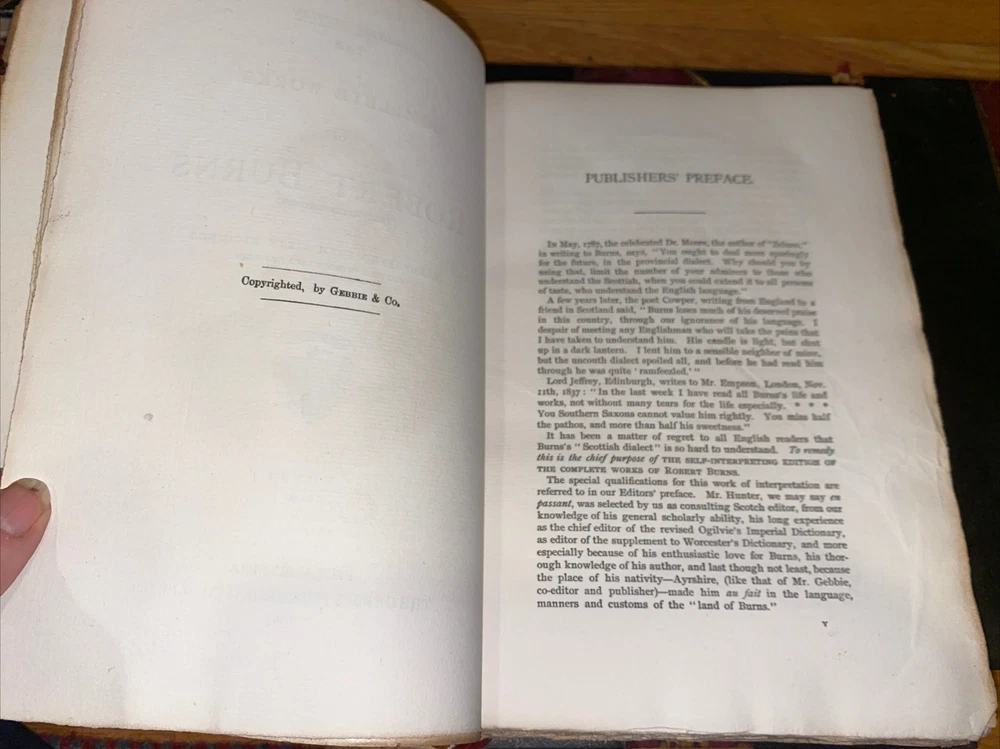 Copyrighted, by GEBBIE & Co.
PUBLISHERS' PREFACE.
In May, 1787, the celebrated Dr. Moore, the author of "Zeluco,"
in writing to Burns, says, "You ought to deal more sparingly
for the future, in the provincial dialect. Why should you by
using that, limit the number of your admirers to those who
understand the Scottish, when you could extend it to all persons
of taste, who understand the English language."
A few years later, the poet Cowper, writing from England to a
friend in Scotland said, "Burns loses much of his deserved praise
in this country, through our ignorance of his language. I
despair of meeting any Englishman who will take the pains that
I have taken to understand him. His candle is bright, but shut
up in a dark lantern. I lent him to a sensible neighbor of mine,
but the uncouth dialect spoiled all, and before he had read him
through he was quite 'ramfeezled.'"
Lord Jeffrey, Edinburgh, writes to Mr. Empson, London, Nov.
11th, 1837: "In the last week I have read all Burns's life and
works, not without many tears for the life especially. * * *
You Southern Saxons cannot value him rightly. You miss half
the pathos, and more than half his sweetness."
It has been a matter of regret to all English readers that
Burns's "Scottish dialect" is so hard to understand. To remedy
this is the chief purpose of THE SELF-INTERPRETING EDITION OF
THE COMPLETE WORKS OF ROBERT BURNS.
The special qualifications for this work of interpretation are
referred to in our Editors' preface. Mr. Hunter, we may say en
passant, was selected by us as consulting Scotch editor, from our
knowledge of his general scholarly ability, his long experience
as the chief editor of the revised Ogilvie's Imperial Dictionary,
as editor of the supplement to Worcester's Dictionary, and more
especially because of his enthusiastic love for Burns, his thor-
ough knowledge of his author, and last though not least, because
the place of his nativity—Ayrshire, (like that of Mr. Gebbie,
co-editor and publisher)—made him au fait in the language,
manners and customs of the "land of Burns."
v